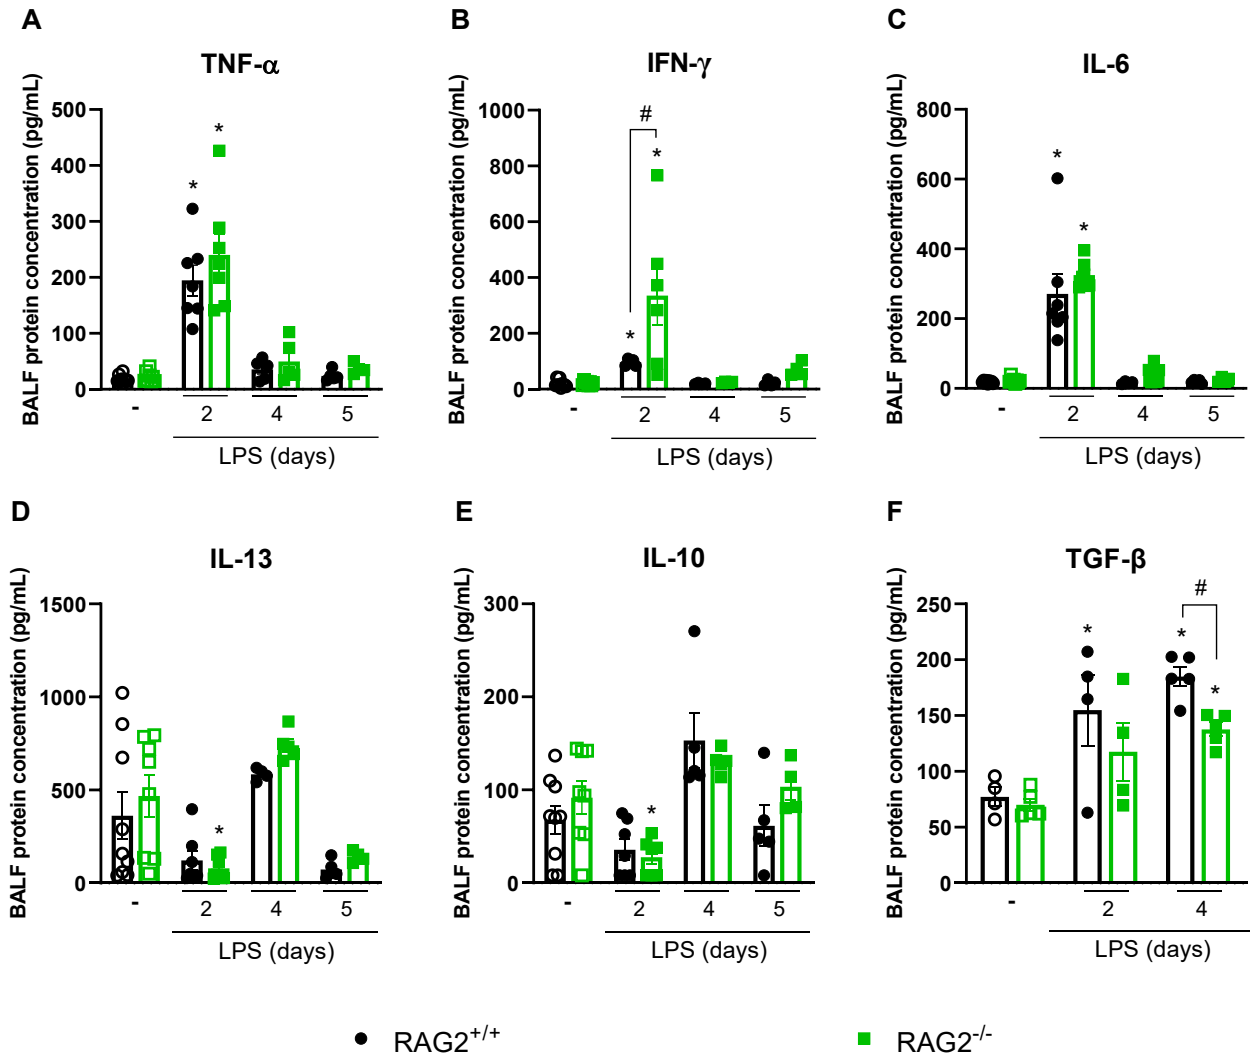 A
TNF-α
BALF protein concentration (pg/mL)
500
400
300
200
100
0
*
*
-
2
4
5
LPS (days)
B
IFN-γ
BALF protein concentration (pg/mL)
1000
800
600
400
200
0
#
*
*
-
2
4
5
LPS (days)
C
IL-6
BALF protein concentration (pg/mL)
800
600
400
200
0
*
*
-
2
4
5
LPS (days)
D
IL-13
BALF protein concentration (pg/mL)
1500
1000
500
0
*
-
2
4
5
LPS (days)
E
IL-10
BALF protein concentration (pg/mL)
300
200
100
0
*
-
2
4
5
LPS (days)
F
TGF-β
BALF protein concentration (pg/mL)
250
200
150
100
50
0
*
#
*
*
-
2
4
LPS (days)
RAG2+/+
RAG2-/-